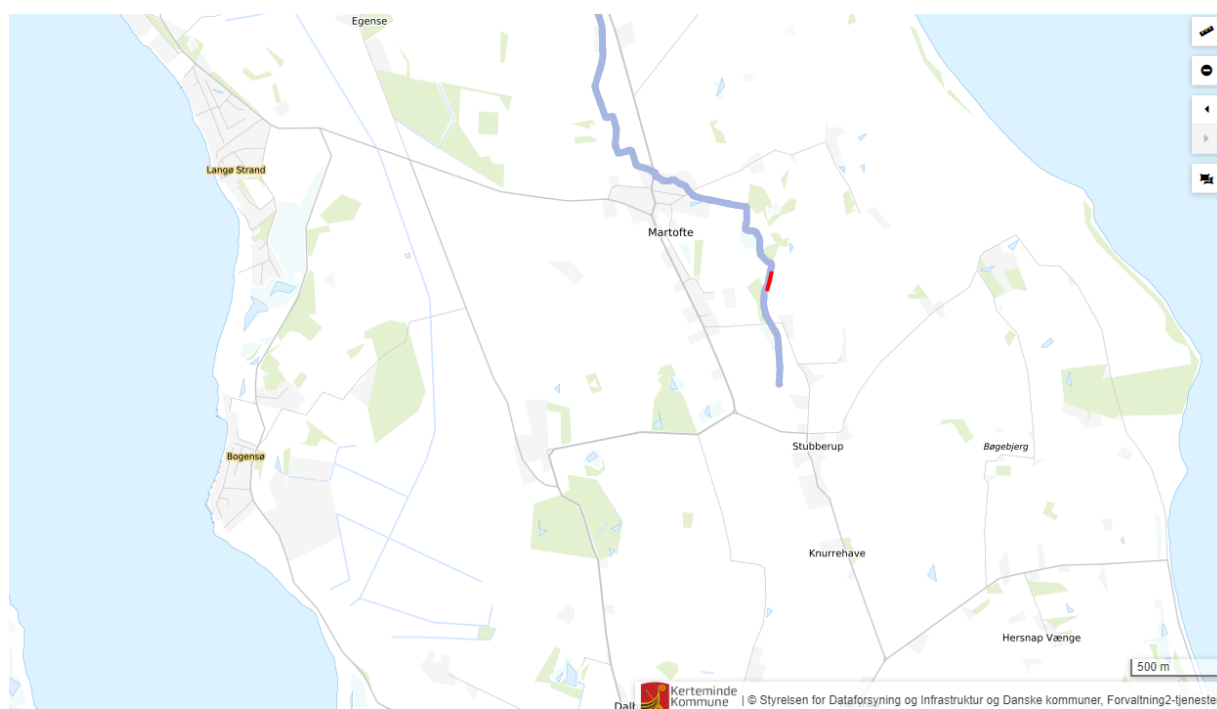 Egense
Langø Strand
Martofte
Stubberup
Bøgebjerg
Bogensø
Knurrehave
Hersnap Vænge
500 m
Kerteminde
Kommune
| © Styrelsen for Dataforsyning og Infrastruktur og Danske kommuner, Forvaltning2-tjeneste